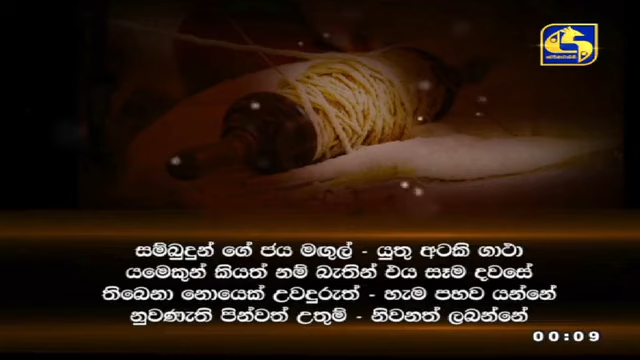 සම්බුදුන් ගේ ජය මඟුල් - යුතු අටකි ගාථා
යමෙකුන් කියත් නම් බැතින් එය සෑම දවසේ
තිබෙනා නොයෙක් උවදුරුත් - හැම පහව යන්නේ
නුවණැති පින්වත් උතුම් - නිවනත් ලබන්නේ
00:09